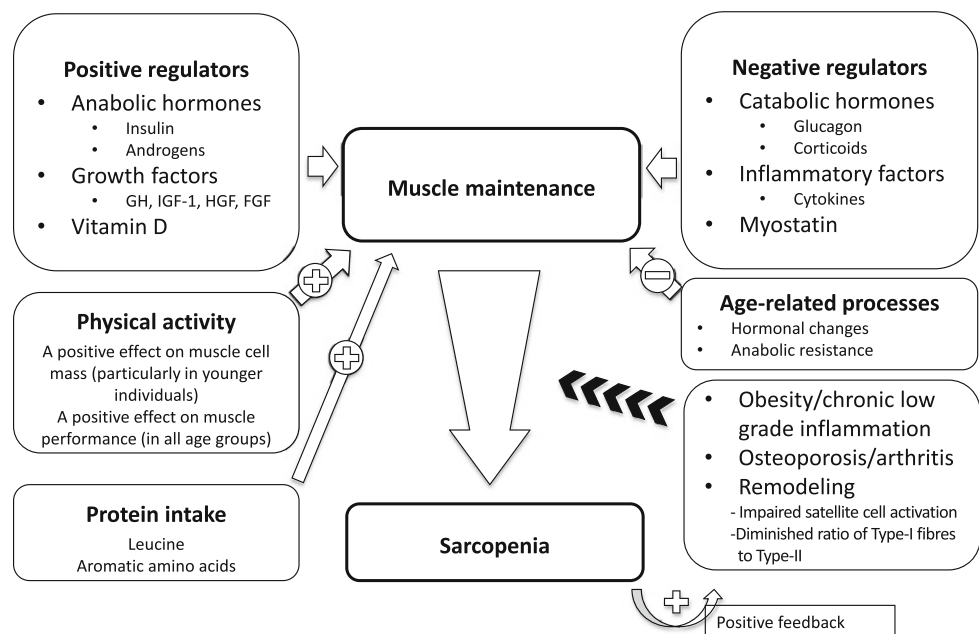 Positive regulators
• Anabolic hormones
• Insulin
• Androgens
• Growth factors
• GH, IGF-1, HGF, FGF
• Vitamin D
Muscle maintenance
Negative regulators
• Catabolic hormones
• Glucagon
• Corticoids
• Inflammatory factors
• Cytokines
• Myostatin
Physical activity
A positive effect on muscle cell
mass (particularly in younger
individuals)
A positive effect on muscle
performance (in all age groups)
Age-related processes
• Hormonal changes
• Anabolic resistance
• Obesity/chronic low
grade inflammation
• Osteoporosis/arthritis
• Remodeling
- Impaired satellite cell activation
-Diminished ratio of Type-I fibres
to Type-II
Protein intake
Leucine
Aromatic amino acids
Sarcopenia
Positive feedback